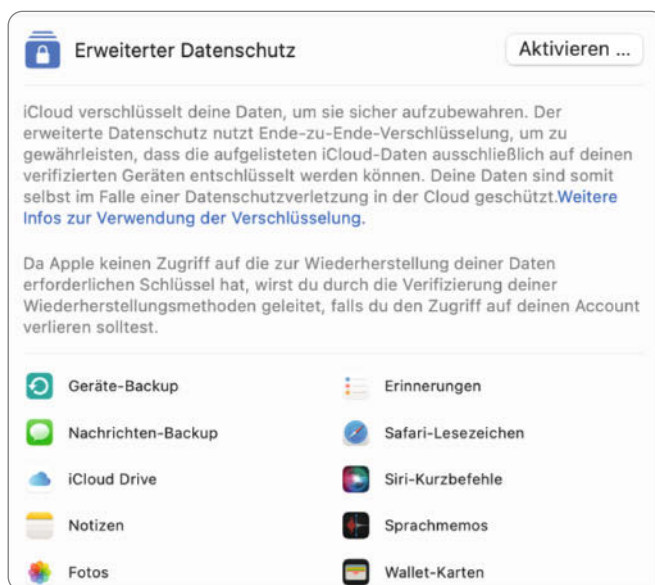 Erweiterter Datenschutz
Aktivieren ...
iCloud verschlüsselt deine Daten, um sie sicher aufzubewahren. Der
erweiterte Datenschutz nutzt Ende-zu-Ende-Verschlüsselung, um zu
gewährleisten, dass die aufgelisteten iCloud-Daten ausschließlich auf deinen
verifizierten Geräten entschlüsselt werden können. Deine Daten sind somit
selbst im Falle einer Datenschutzverletzung in der Cloud geschützt.Weitere
Infos zur Verwendung der Verschlüsselung.
Da Apple keinen Zugriff auf die zur Wiederherstellung deiner Daten
erforderlichen Schlüssel hat, wirst du durch die Verifizierung deiner
Wiederherstellungsmethoden geleitet, falls du den Zugriff auf deinen Account
verlieren solltest.
Geräte-Backup
Erinnerungen
Nachrichten-Backup
Safari-Lesezeichen
iCloud Drive
Siri-Kurzbefehle
Notizen
Sprachmemos
Fotos
Wallet-Karten